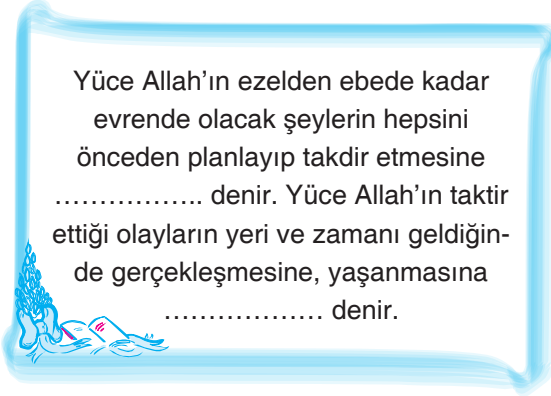 Yüce Allah’ın ezelden ebede kadar
evrende olacak şeylerin hepsini
önceden planlayıp takdir etmesine
…………….. denir. Yüce Allah’ın taktir
ettiği olayların yeri ve zamanı geldiğin-
de gerçekleşmesine, yaşanmasına
……………… denir.